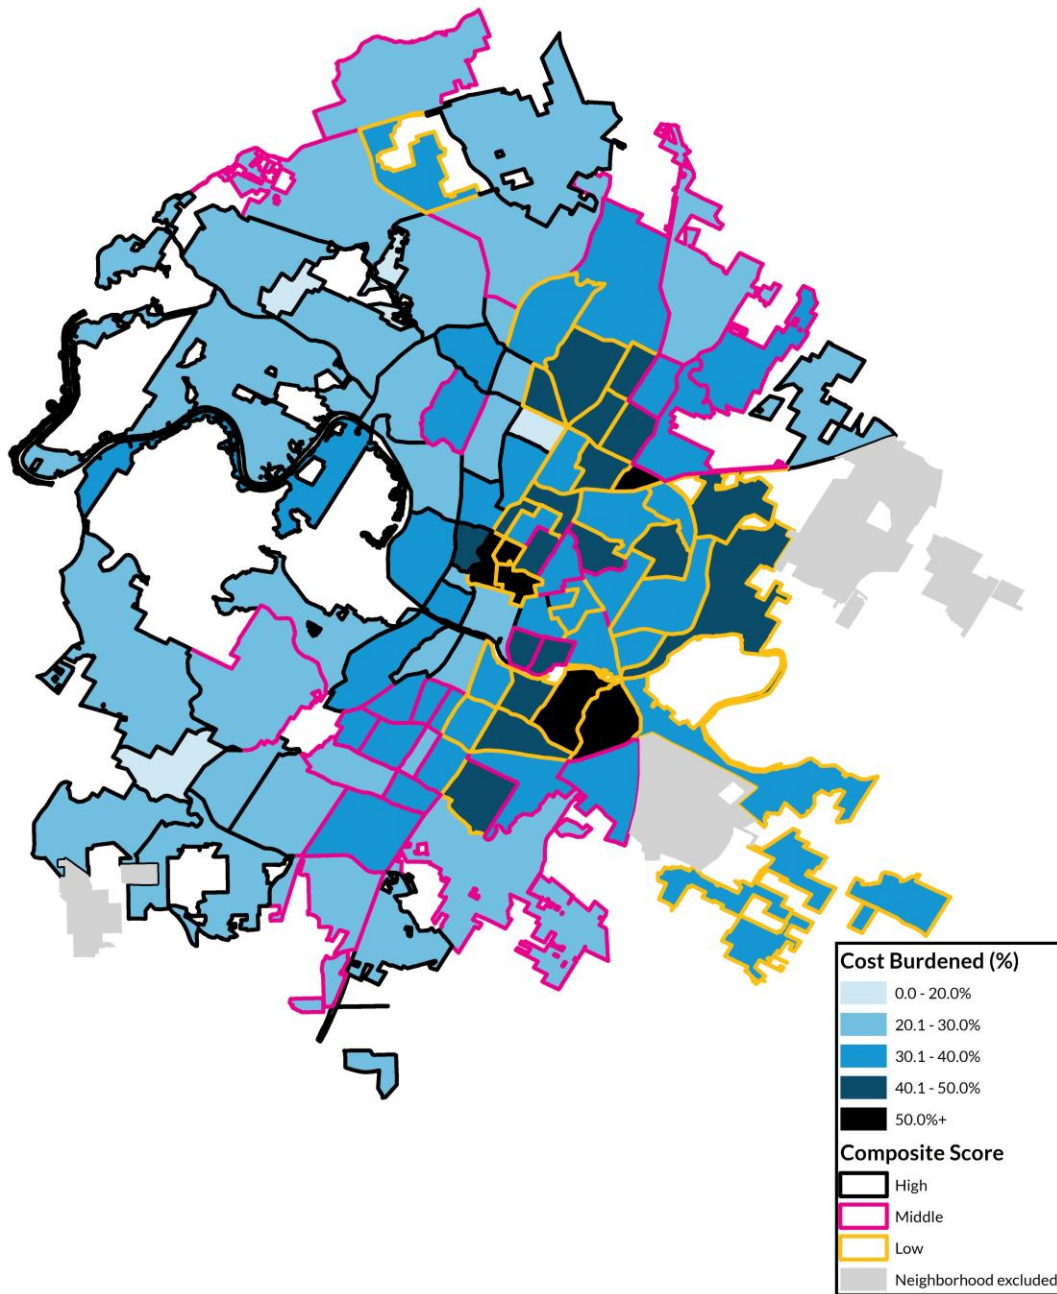 Cost Burdened (%)
0.0 - 20.0%
20.1 - 30.0%
30.1 - 40.0%
40.1 - 50.0%
50.0%+
Composite Score
High
Middle
Low
Neighborhood excluded